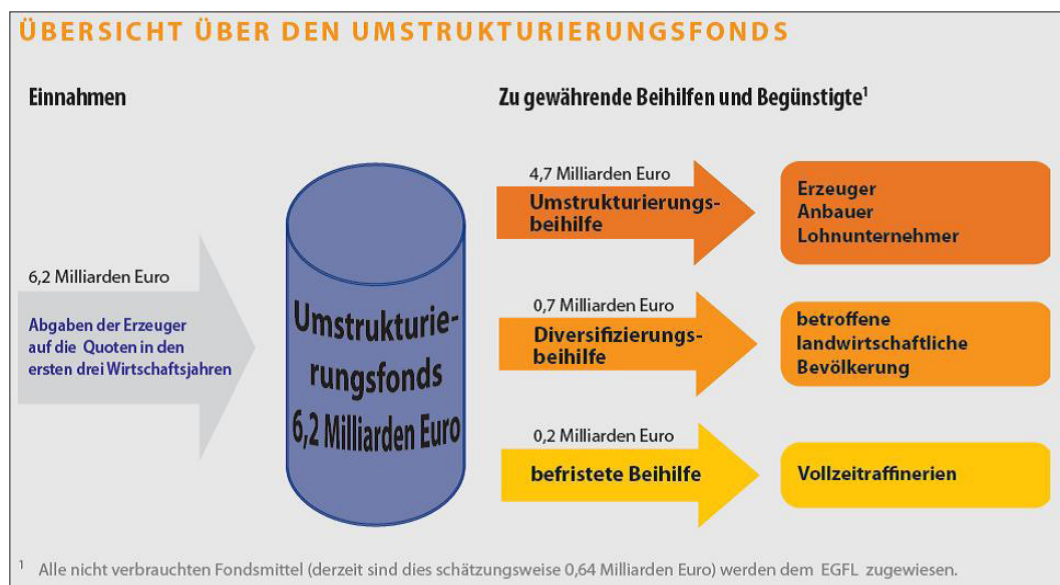 ÜBERSICHT ÜBER DEN UMSTRUKTURIERUNGSFONDS
Einnahmen
Zu gewährende Beihilfen und Begünstigte¹
6,2 Milliarden Euro
Abgaben der Erzeuger
auf die Quoten in den
ersten drei Wirtschaftsjahren
Umstrukturie-
rungsfonds
6,2 Milliarden Euro
4,7 Milliarden Euro
Umstrukturierungs-
beihilfe
Erzeuger
Anbauer
Lohnunternehmer
0,7 Milliarden Euro
Diversifizierungs-
beihilfe
betroffene
landwirtschaftliche
Bevölkerung
0,2 Milliarden Euro
befristete Beihilfe
Vollzeitraffinerien
¹ Alle nicht verbrauchten Fondsmittel (derzeit sind dies schätzungsweise 0,64 Milliarden Euro) werden dem EGFL zugewiesen.